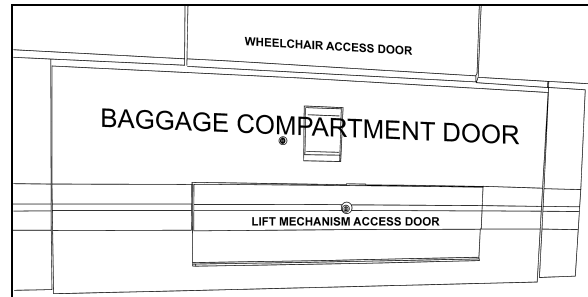 WHEELCHAIR ACCESS DOOR
BAGGAGE COMPARTMENT DOOR
LIFT MECHANISM ACCESS DOOR